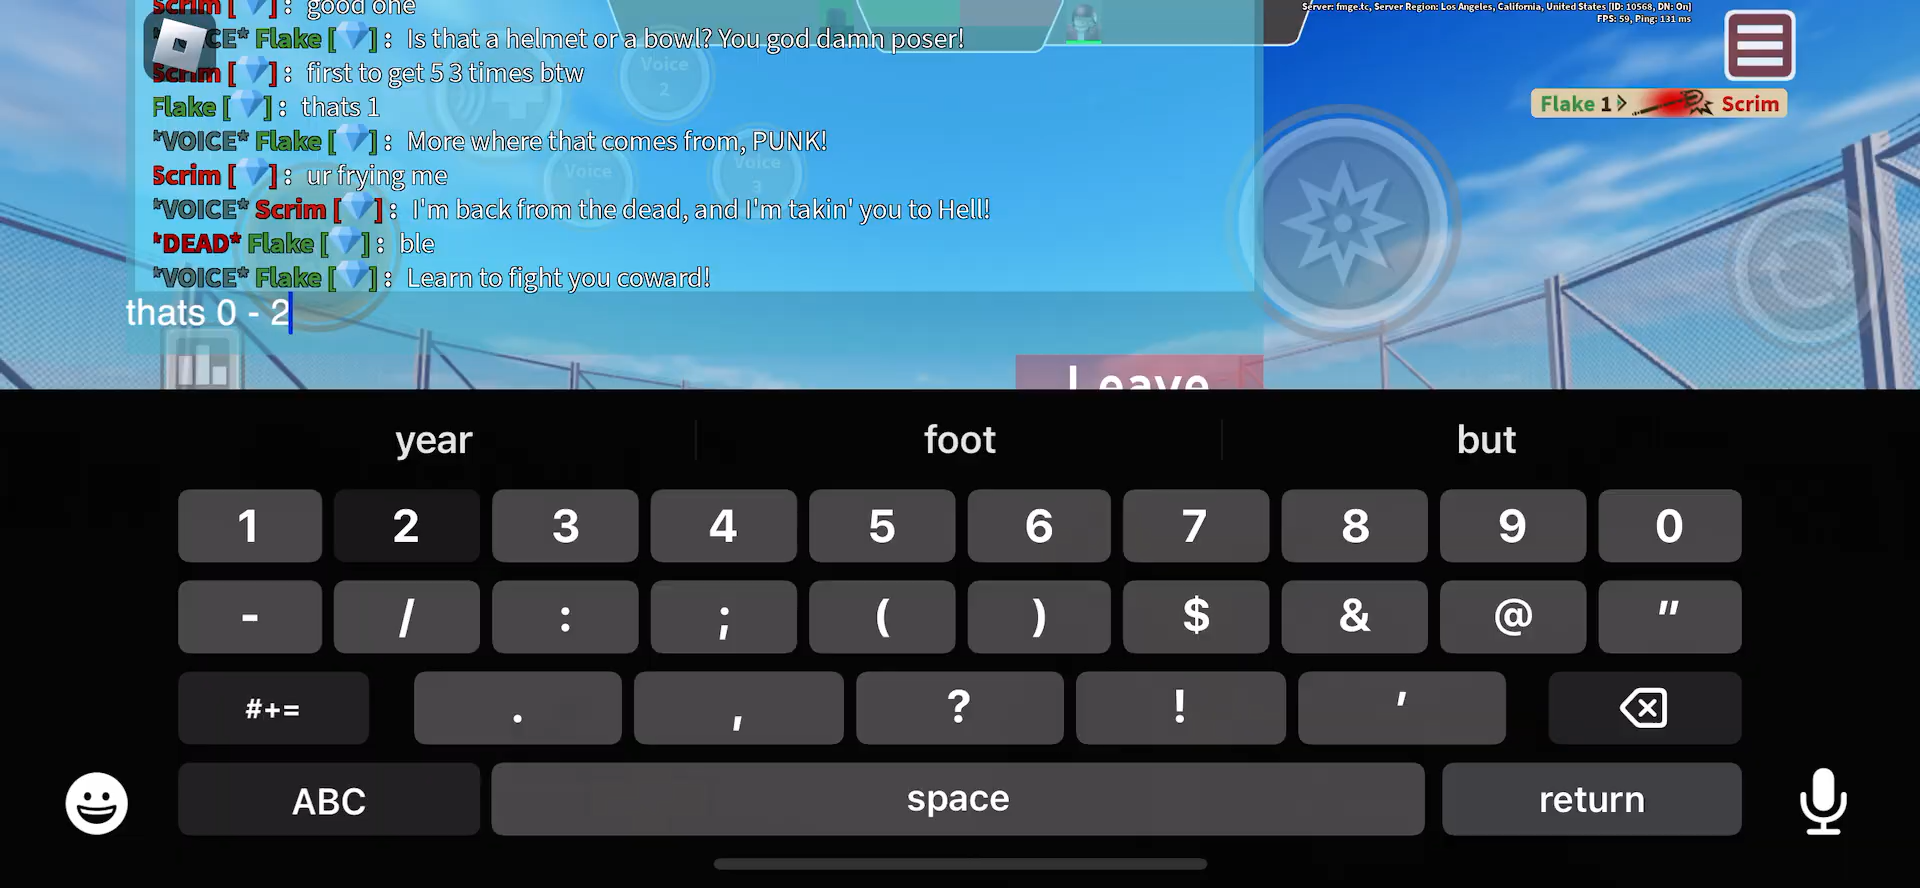 Scrim [💎]: good one
*VOICE* Flake [💎]: Is that a helmet or a bowl? You god damn poser!
Scrim [💎]: first to get 5 3 times btw
Flake [💎]: thats 1
*VOICE* Flake [💎]: More where that comes from, PUNK!
Scrim [💎]: ur frying me
*VOICE* Scrim [💎]: I'm back from the dead, and I'm takin' you to Hell!
*DEAD* Flake [💎]: ble
*VOICE* Flake [💎]: Learn to fight you coward!
thats 0 - 2
Voice
2
Voice
Voice
3
Server: fmge.tc, Server Region: Los Angeles, California, United States [ID: 10568, DN: On]
FPS: 59, Ping: 131 ms
Flake 1 Scrim
Leave
year foot but
1 2 3 4 5 6 7 8 9 0
- / : ; ( ) $ & @ "
#+= . , ? ! '
ABC space return